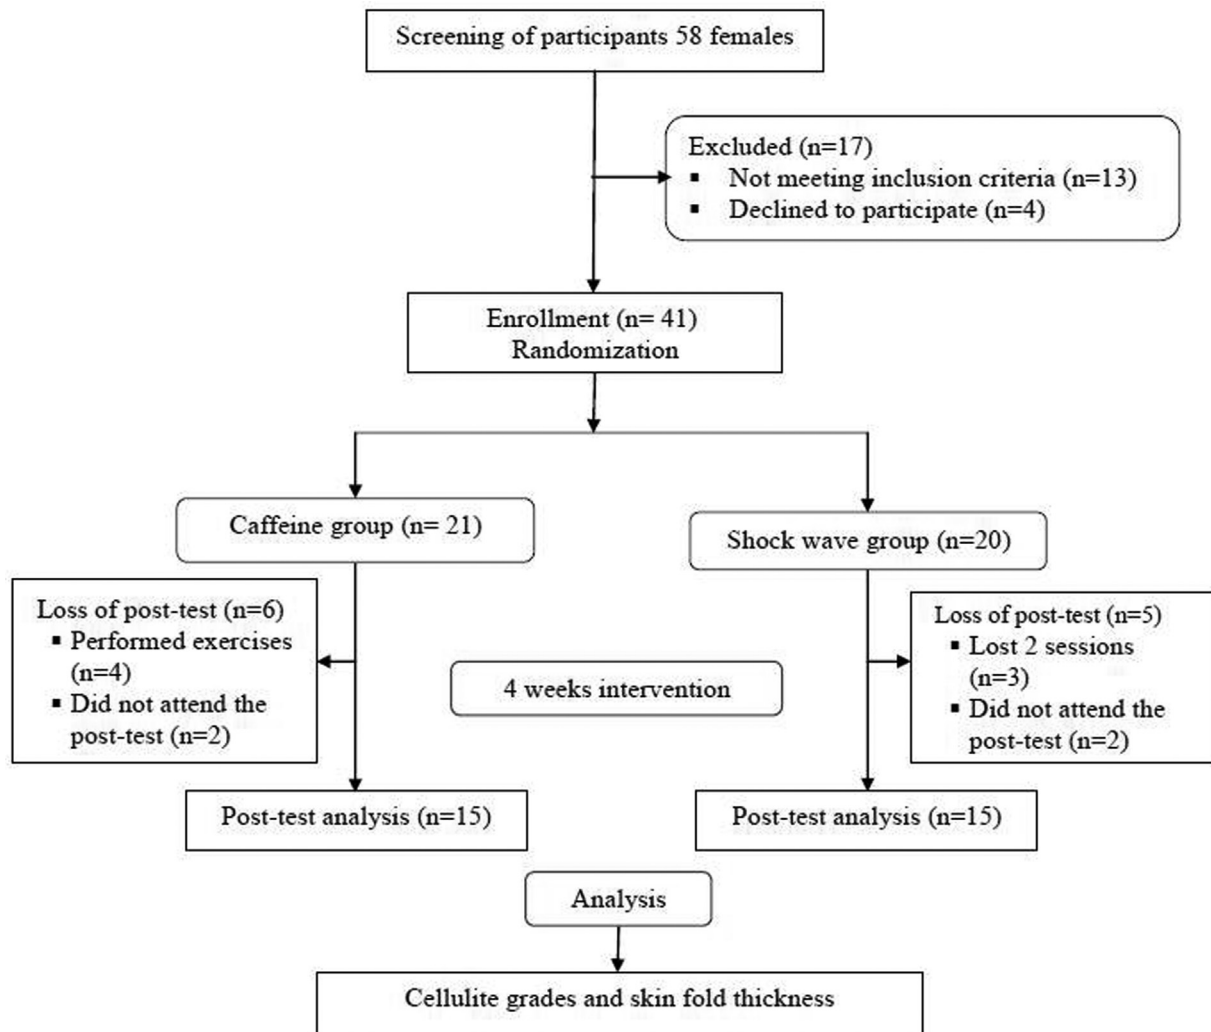 Screening of participants 58 females
Excluded (n=17)
▪ Not meeting inclusion criteria (n=13)
▪ Declined to participate (n=4)
Enrollment (n= 41)
Randomization
Caffeine group (n= 21)
Shock wave group (n=20)
Loss of post-test (n=6)
▪ Performed exercises
(n=4)
▪ Did not attend the
post-test (n=2)
4 weeks intervention
Loss of post-test (n=5)
▪ Lost 2 sessions
(n=3)
▪ Did not attend the
post-test (n=2)
Post-test analysis (n=15)
Post-test analysis (n=15)
Analysis
Cellulite grades and skin fold thickness